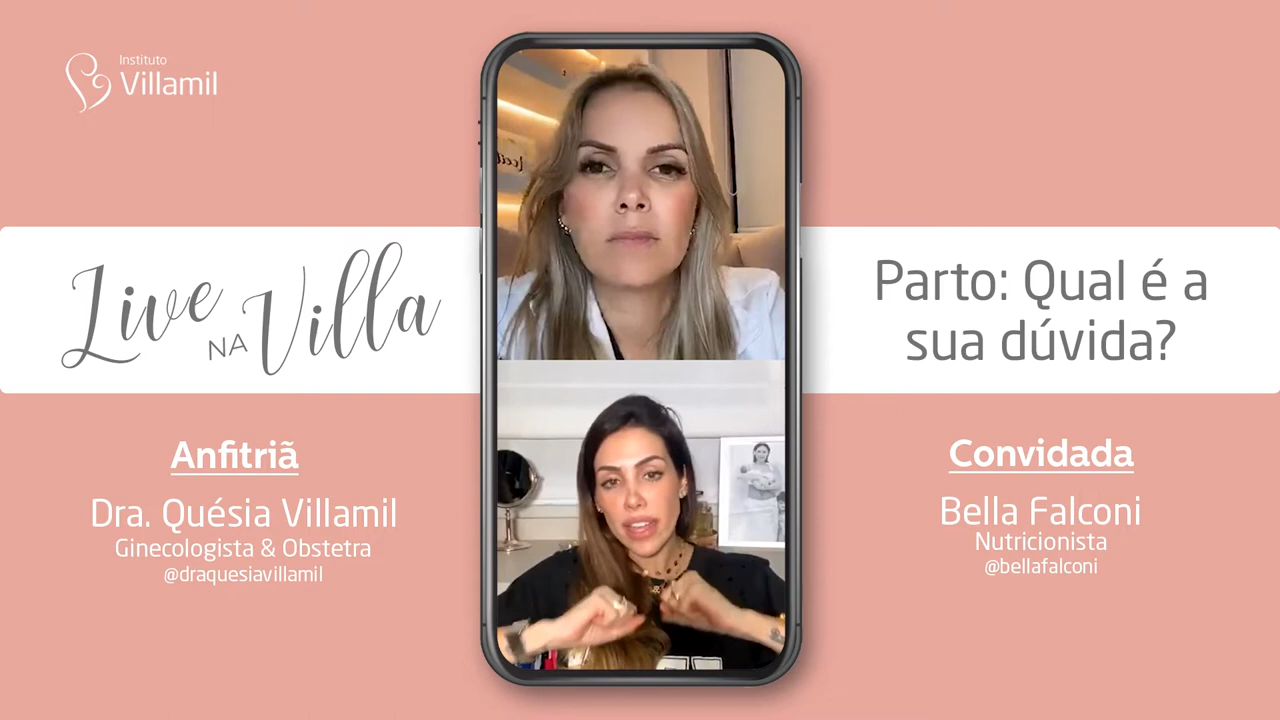 Instituto
Villamil
Live NA Villa
Parto: Qual é a
sua dúvida?
Anfitriã
Dra. Quésia Villamil
Ginecologista & Obstetra
@draquesiavillamil
Convidada
Bella Falconi
Nutricionista
@bellafalconi